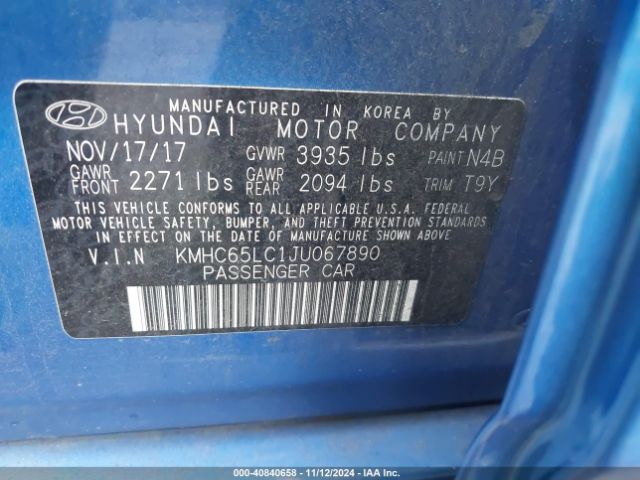 MANUFACTURED IN KOREA BY
HYUNDAI MOTOR COMPANY
NOV/17/17 GVWR 3935 lbs PAINT N4B
GAWR FRONT 2271 lbs GAWR REAR 2094 lbs TRIM T9Y
THIS VEHICLE CONFORMS TO ALL APPLICABLE U.S.A. FEDERAL
MOTOR VEHICLE SAFETY, BUMPER, AND THEFT PREVENTION STANDARDS
IN EFFECT ON THE DATE OF MANUFACTURE SHOWN ABOVE
V.I.N KMHC65LC1JU067890
PASSENGER CAR
000-40840658 - 11/12/2024 - IAA Inc.